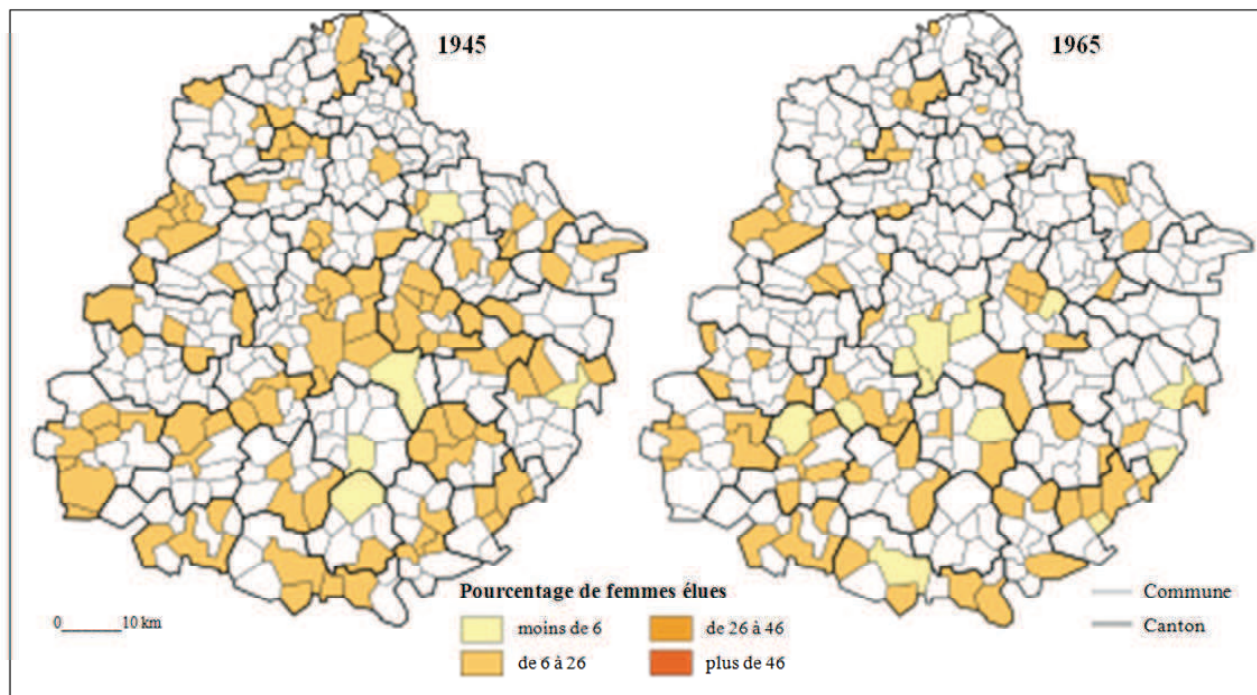 1945
1965
Pourcentage de femmes élues
moins de 6
de 26 à 46
de 6 à 26
plus de 46
Commune
Canton
0 10 km